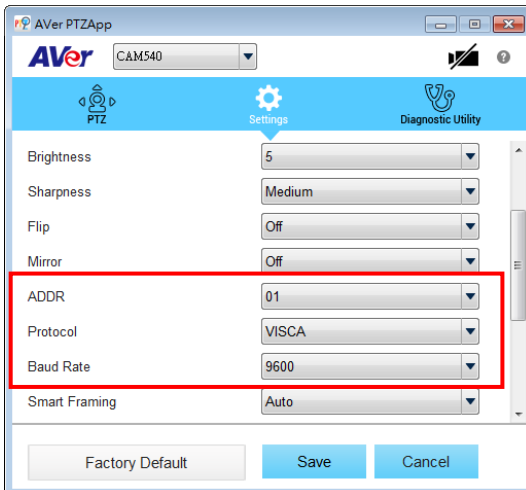 AVer PTZApp
AVer CAM540
PTZ Settings Diagnostic Utility
Brightness 5
Sharpness Medium
Flip Off
Mirror Off
ADDR 01
Protocol VISCA
Baud Rate 9600
Smart Framing Auto
Factory Default Save Cancel